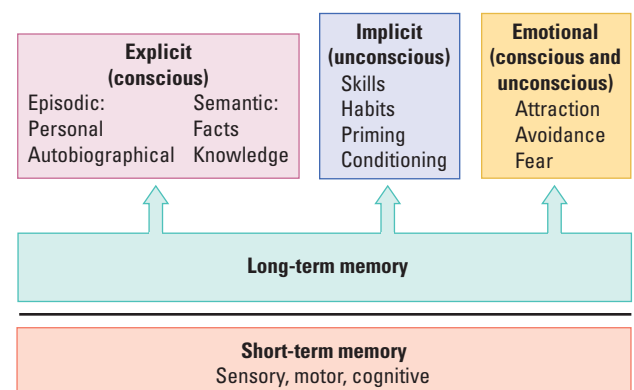 Explicit
(conscious)
Episodic:
Personal
Autobiographical
Semantic:
Facts
Knowledge
Implicit
(unconscious)
Skills
Habits
Priming
Conditioning
Emotional
(conscious and
unconscious)
Attraction
Avoidance
Fear
Long-term memory
Short-term memory
Sensory, motor, cognitive